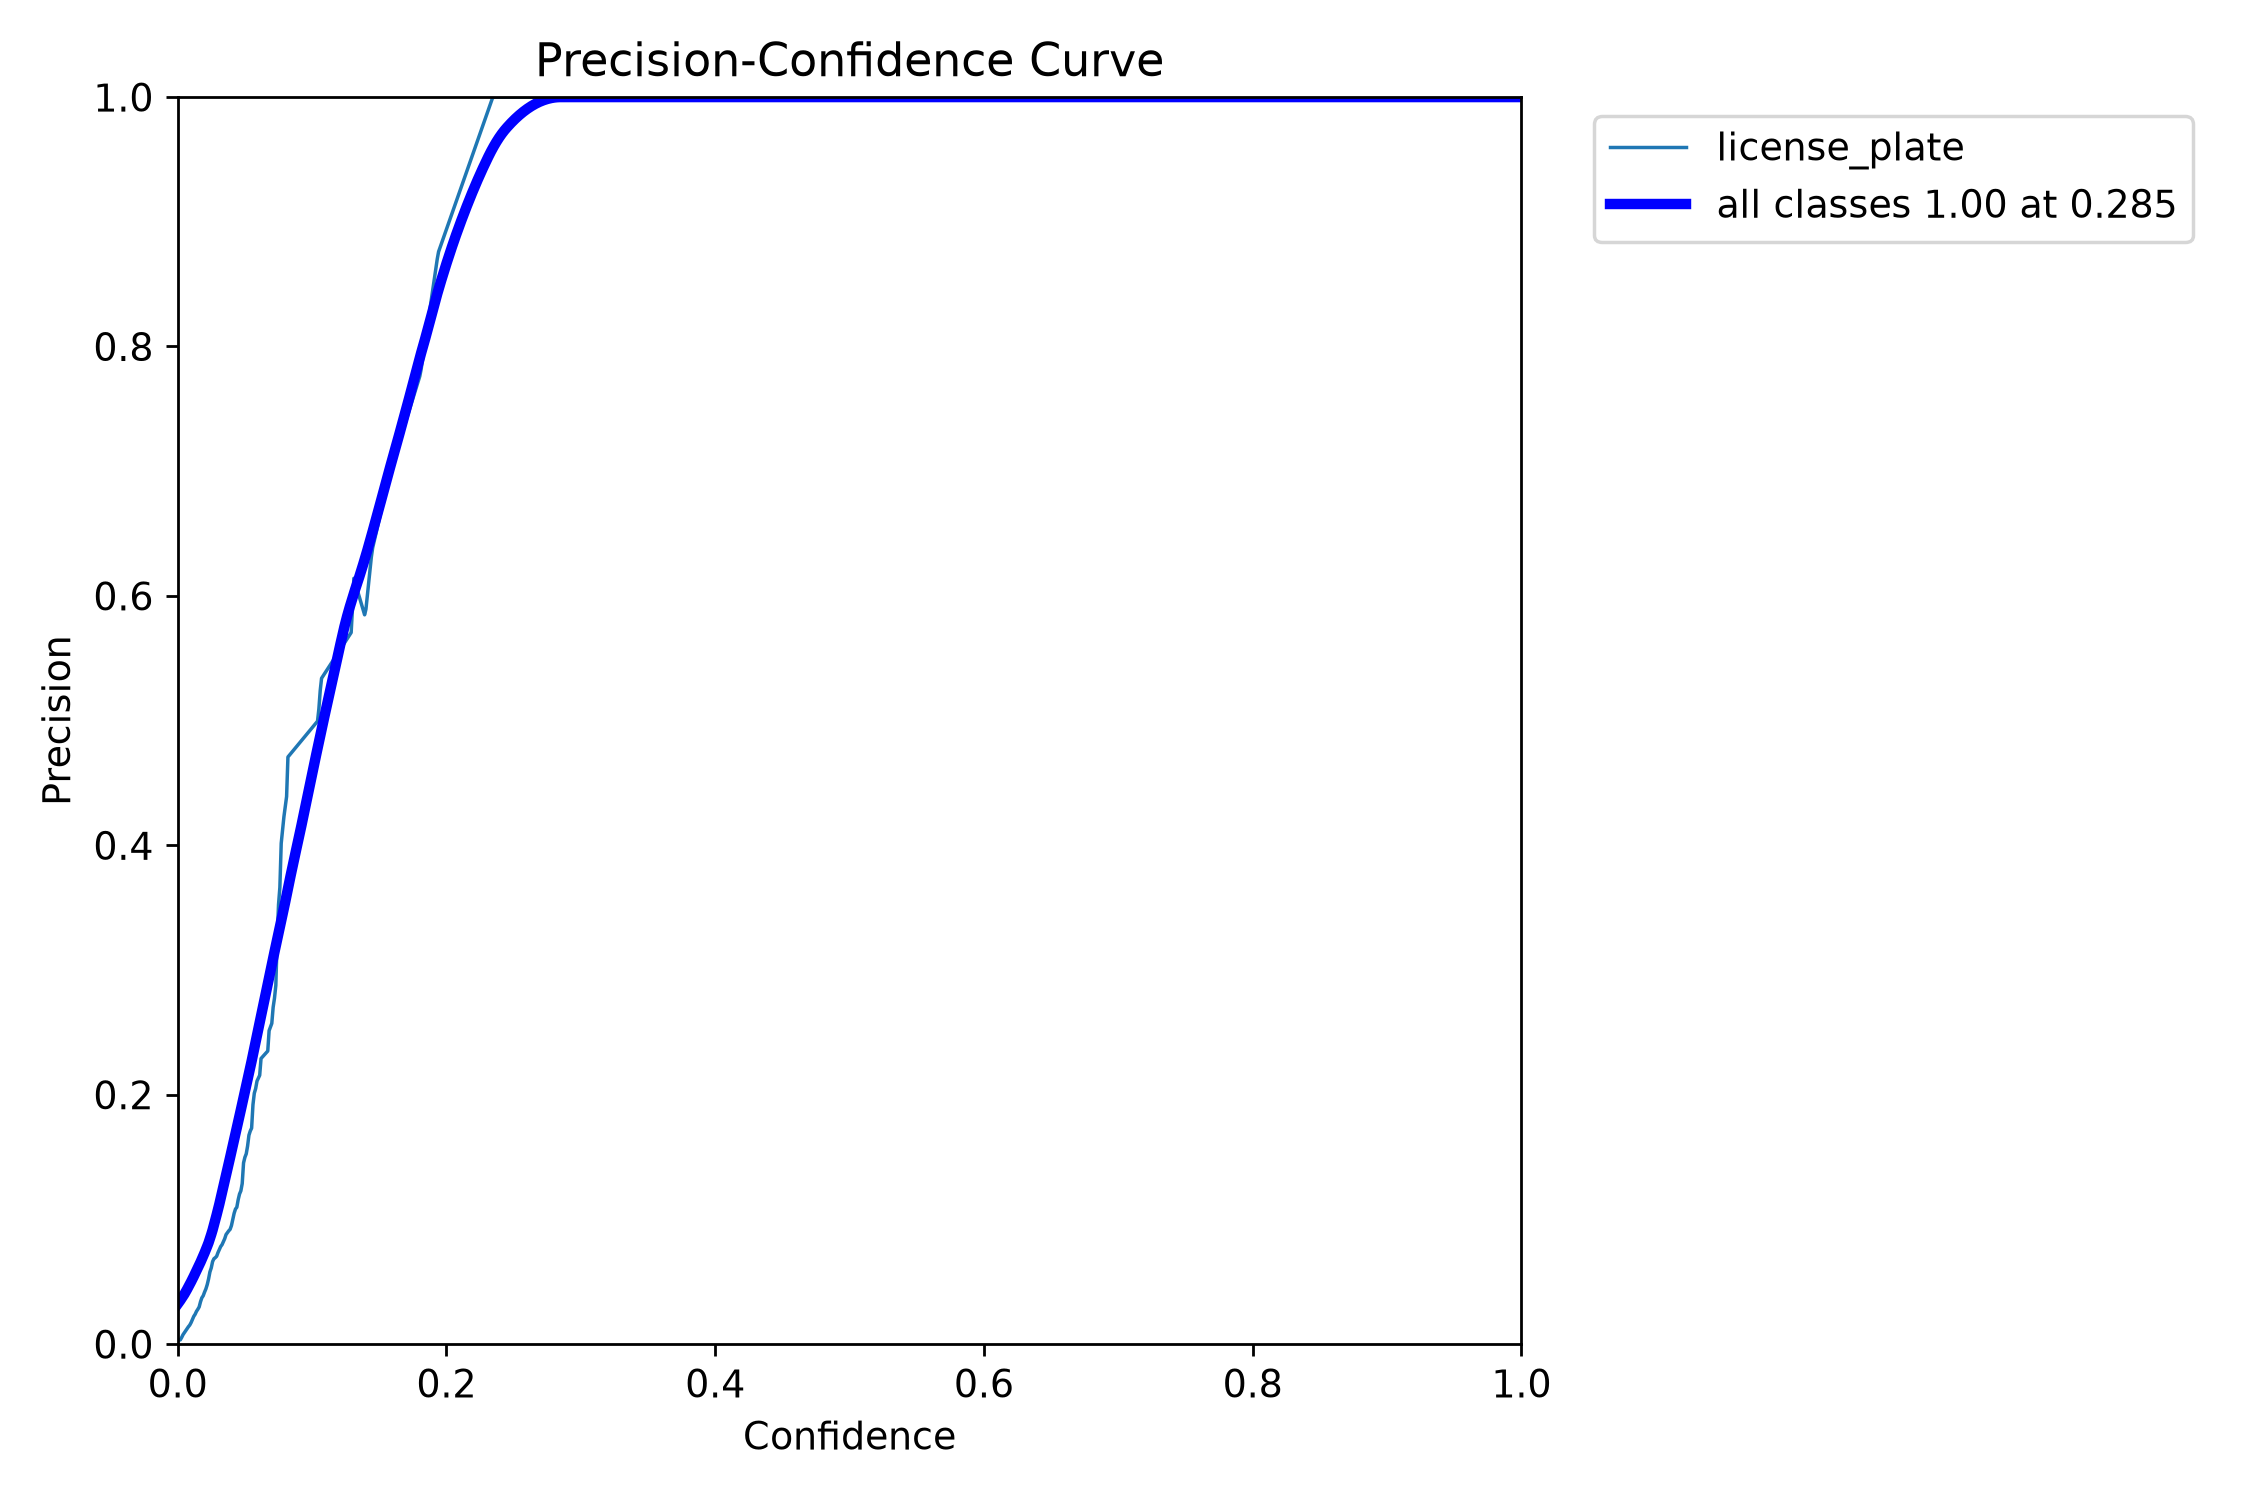 Precision-Confidence Curve
1.0
0.8
0.6
0.4
0.2
0.0
Precision
0.0 0.2 0.4 0.6 0.8 1.0
Confidence
license_plate
all classes 1.00 at 0.285